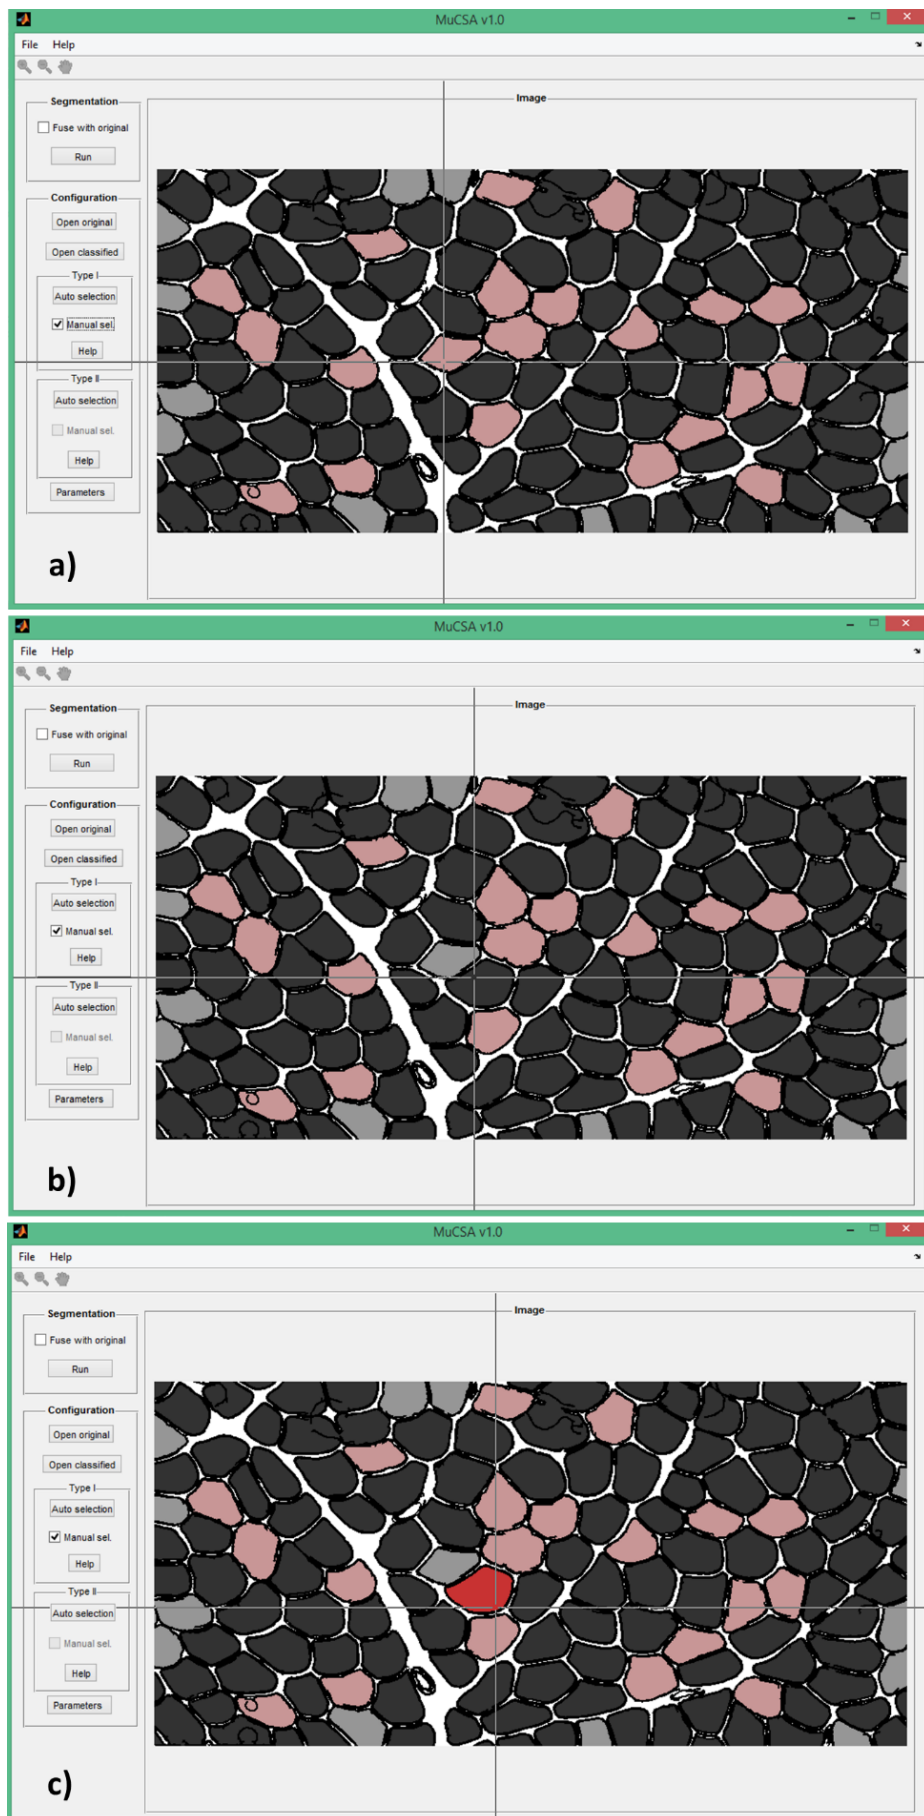 MuCSA v1.0
File Help
Segmentation
Image
Fuse with original
Run
Configuration
Open original
Open classified
Type I
Auto selection
Manual sel.
Help
Type II
Auto selection
Manual sel.
Help
Parameters
a)
MuCSA v1.0
File Help
Segmentation
Image
Fuse with original
Run
Configuration
Open original
Open classified
Type I
Auto selection
Manual sel.
Help
Type II
Auto selection
Manual sel.
Help
Parameters
b)
MuCSA v1.0
File Help
Segmentation
Image
Fuse with original
Run
Configuration
Open original
Open classified
Type I
Auto selection
Manual sel.
Help
Type II
Auto selection
Manual sel.
Help
Parameters
c)